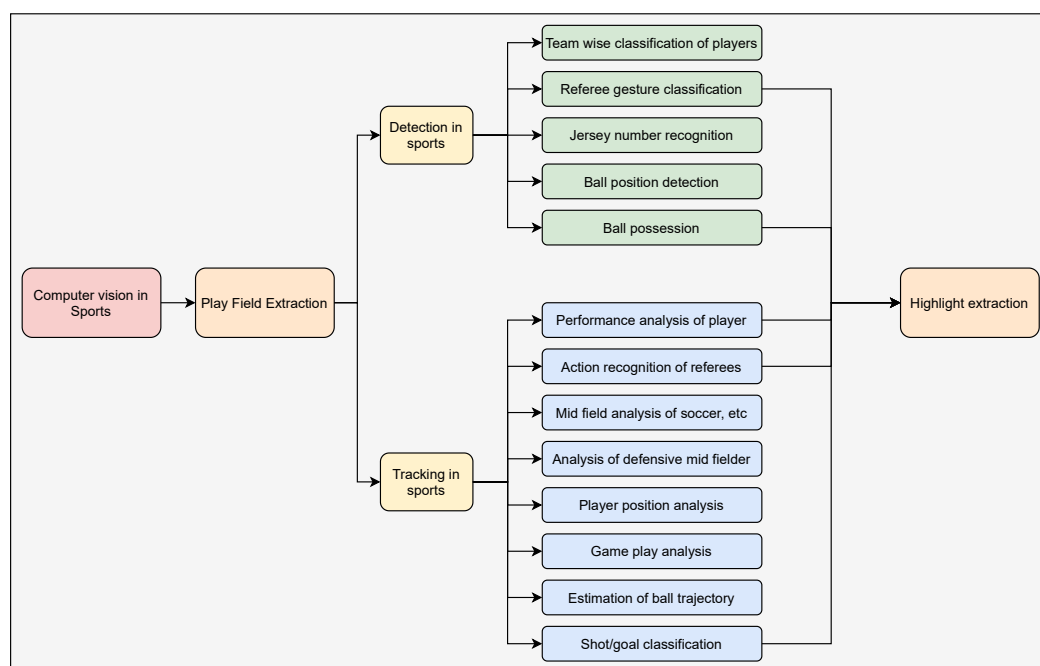 Computer vision in
Sports
Play Field Extraction
Detection in
sports
Team wise classification of players
Referee gesture classification
Jersey number recognition
Ball position detection
Ball possession
Tracking in
sports
Performance analysis of player
Action recognition of referees
Mid field analysis of soccer, etc
Analysis of defensive mid fielder
Player position analysis
Game play analysis
Estimation of ball trajectory
Shot/goal classification
Highlight extraction